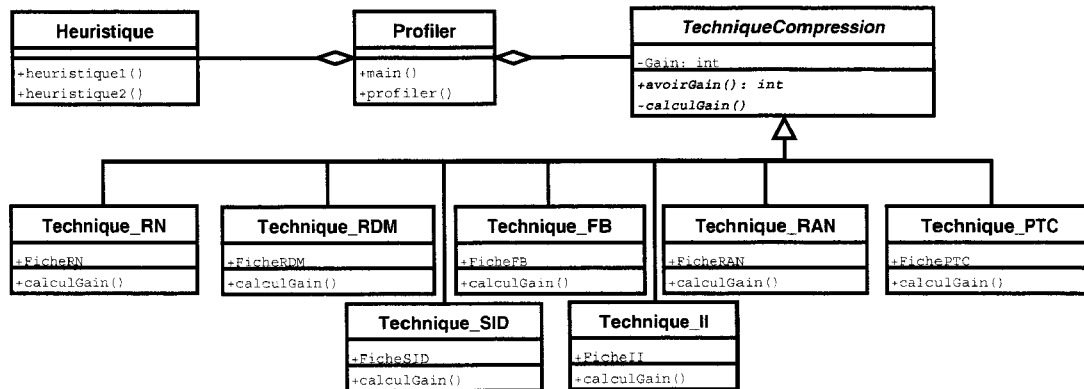 Heuristique
+heuristique1()
+heuristique2()
Profiler
+main()
+profiler()
TechniqueCompression
-Gain: int
+avoirGain(): int
-calculGain()
Technique_RN
+FicheRN
+calculGain()
Technique_RDM
+FicheRDM
+calculGain()
Technique_FB
+FicheFB
+calculGain()
Technique_RAN
+FicheRAN
+calculGain()
Technique_PTC
+FichePTC
+calculGain()
Technique_SID
+FicheSID
+calculGain()
Technique_II
+FicheII
+calculGain()